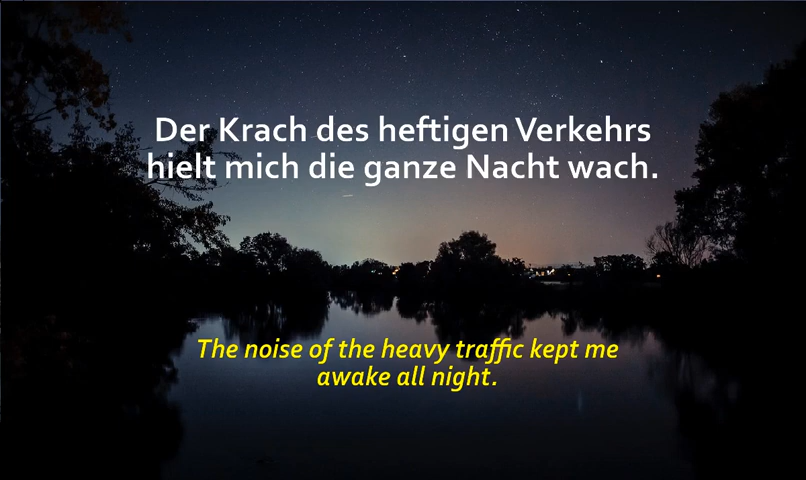 Der Krach des heftigen Verkehrs
hielt mich die ganze Nacht wach.
The noise of the heavy traffic kept me
awake all night.